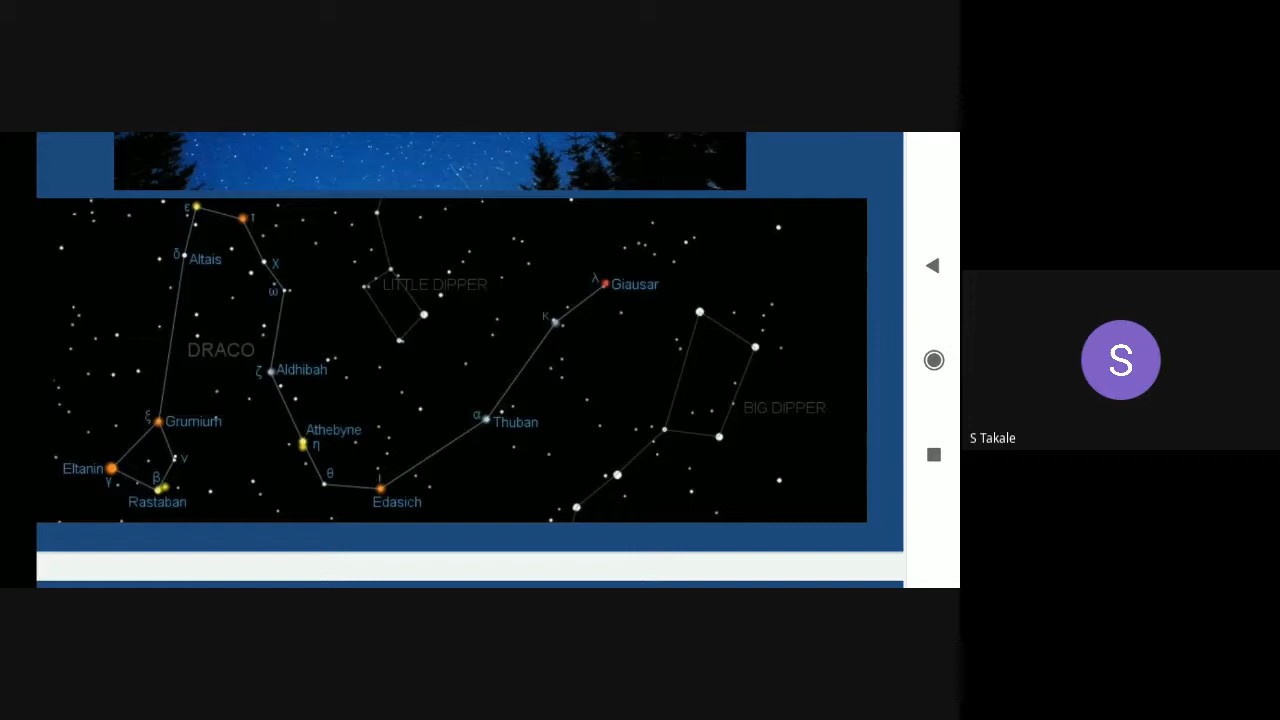 ε
τ
δ Altais
χ
ω
LITTLE DIPPER
λ Giausar
κ
DRACO
ζ Aldhibah
BIG DIPPER
ξ Grumium
α Thuban
Athebyne
η
ν
Eltanin
γ
β
Rastaban
θ
ι
Edasich
S
S Takale